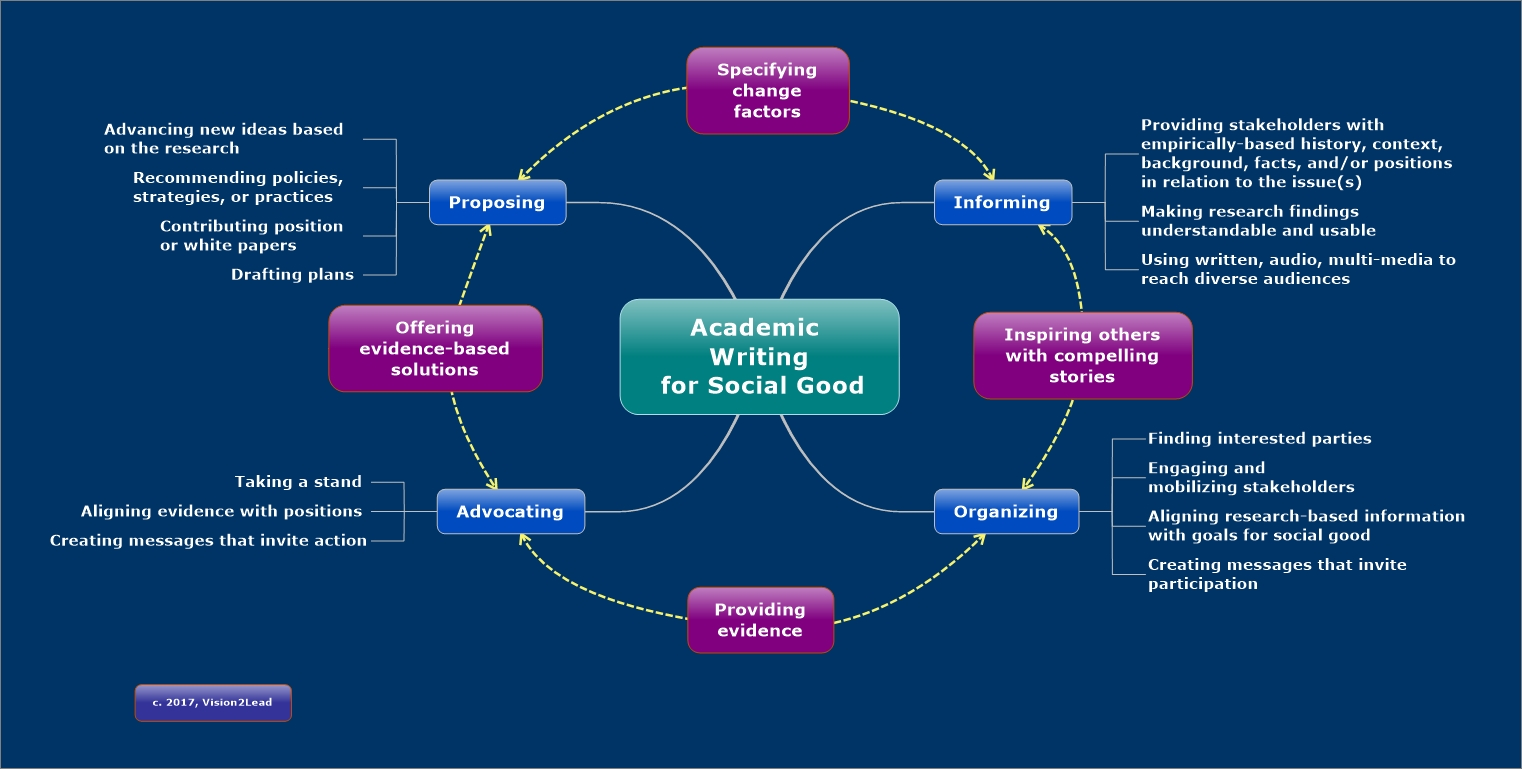 Specifying
change
factors
Advancing new ideas based
on the research
Recommending policies,
strategies, or practices
Contributing position
or white papers
Drafting plans
Proposing
Informing
Providing stakeholders with
empirically-based history, context,
background, facts, and/or positions
in relation to the issue(s)
Making research findings
understandable and usable
Using written, audio, multi-media to
reach diverse audiences
Offering
evidence-based
solutions
Academic
Writing
for Social Good
Inspiring others
with compelling
stories
Taking a stand
Aligning evidence with positions
Creating messages that invite action
Advocating
Organizing
Finding interested parties
Engaging and
mobilizing stakeholders
Aligning research-based information
with goals for social good
Creating messages that invite
participation
Providing
evidence
c. 2017, Vision2Lead